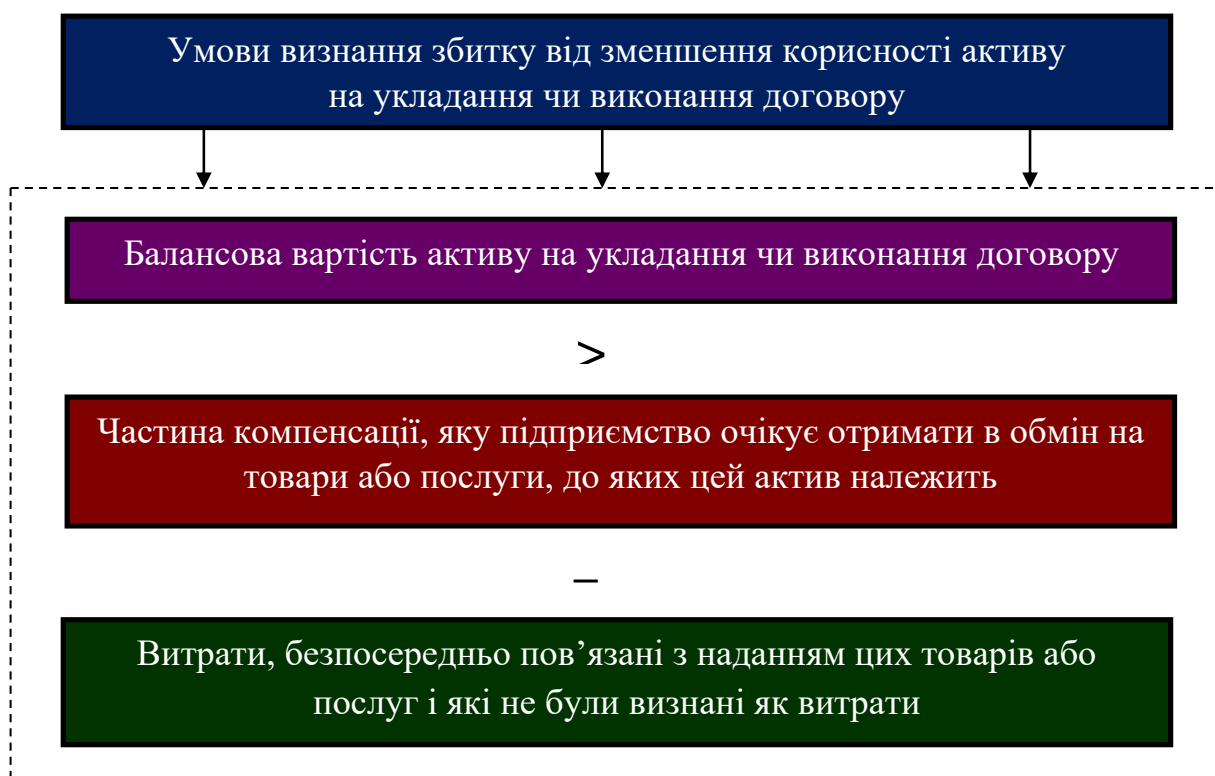 Умови визнання збитку від зменшення корисності активу
на укладання чи виконання договору
Балансова вартість активу на укладання чи виконання договору
>
Частина компенсації, яку підприємство очікує отримати в обмін на
товари або послуги, до яких цей актив належить
–
Витрати, безпосередньо пов’язані з наданням цих товарів або
послуг і які не були визнані як витрати